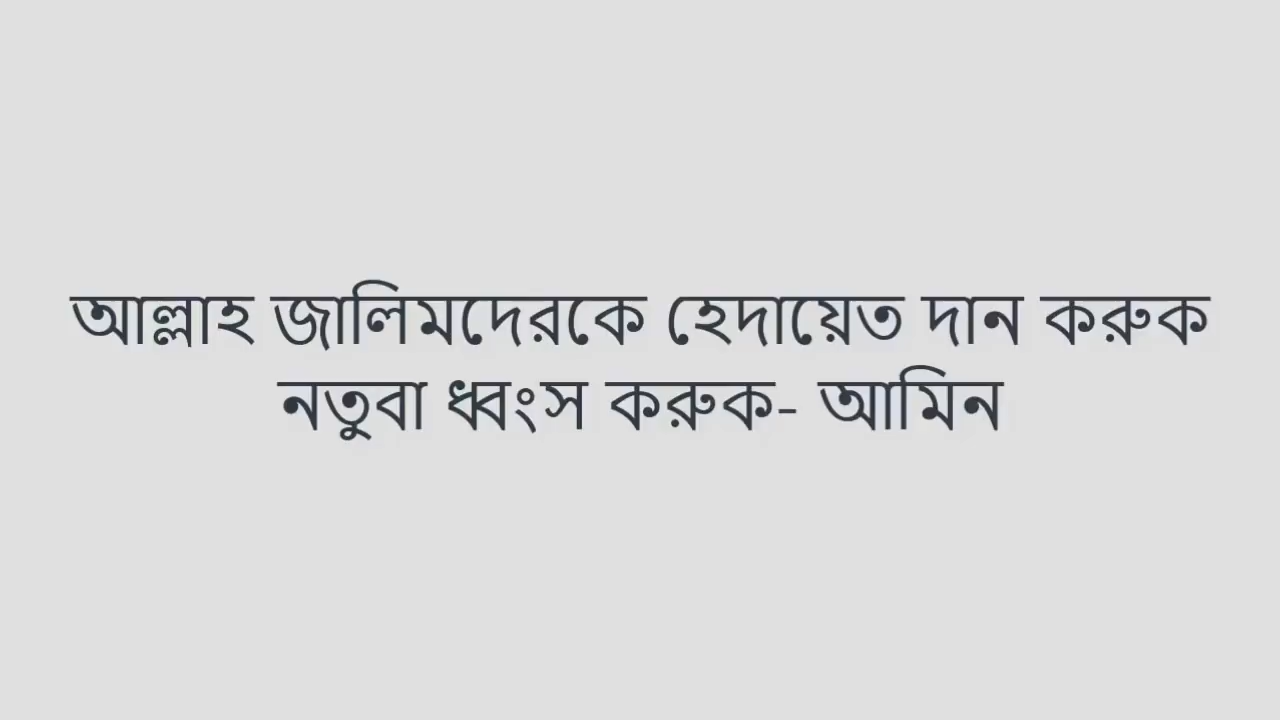 আল্লাহ জালিমদেরকে হেদায়েত দান করুক
নতুবা ধ্বংস করুক- আমিন